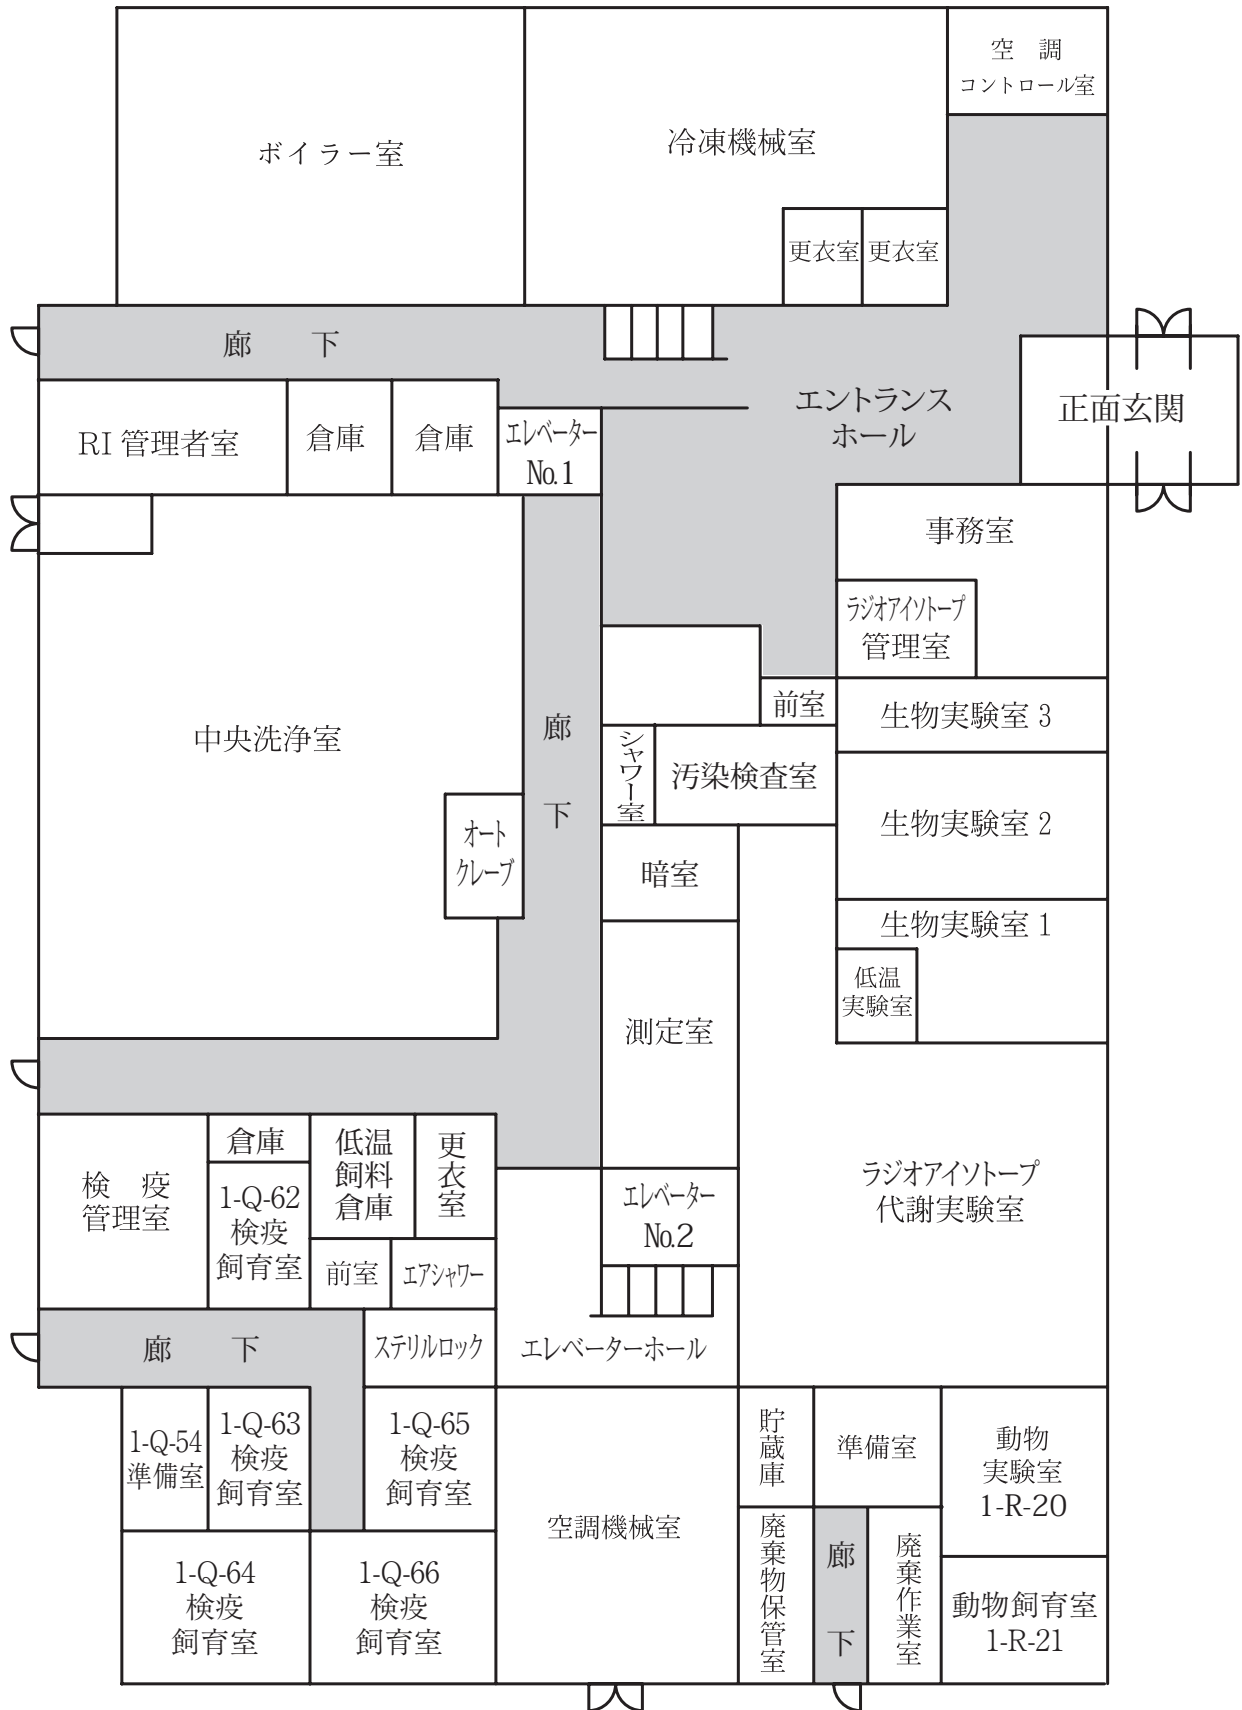 空　調
コントロール室
ボイラー室
冷凍機械室
更衣室
更衣室
廊　下
エントランス
ホール
正面玄関
RI 管理者室
倉庫
倉庫
エレベーター
No.1
事務室
ラジオアイソトープ
管理室
前室
生物実験室 3
中央洗浄室
廊
下
シャワー室
汚染検査室
生物実験室 2
オート
クレーブ
暗室
生物実験室 1
低温
実験室
測定室
検　疫
管理室
倉庫
1-Q-62
検疫
飼育室
低温
飼料
倉庫
更衣室
前室
エアシャワー
エレベーター
No.2
ラジオアイソトープ
代謝実験室
廊　下
ステリルロック
エレベーターホール
1-Q-54
準備室
1-Q-63
検疫
飼育室
1-Q-65
検疫
飼育室
空調機械室
貯蔵庫
準備室
動物
実験室
1-R-20
1-Q-64
検疫
飼育室
1-Q-66
検疫
飼育室
廃棄物保管室
廊
下
廃棄作業室
動物飼育室
1-R-21